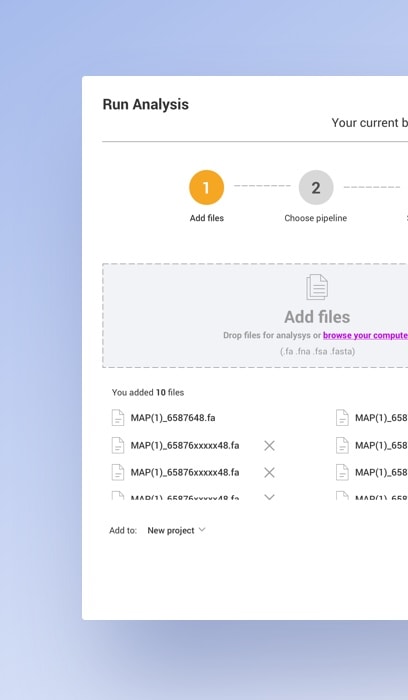 Run Analysis
Your current b
1
2
Add files
Choose pipeline
Add files
Drop files for analysys or browse your compute
(.fa .fna .fsa .fasta)
You added 10 files
MAP(1)_6587648.fa
MAP(1)_658
MAP(1)_65876xxxxx48.fa
MAP(1)_658
MAP(1)_65876xxxxx48.fa
MAP(1)_658
MAP(1)_65876xxxxx48.fa
MAP(1)_658
Add to: New project